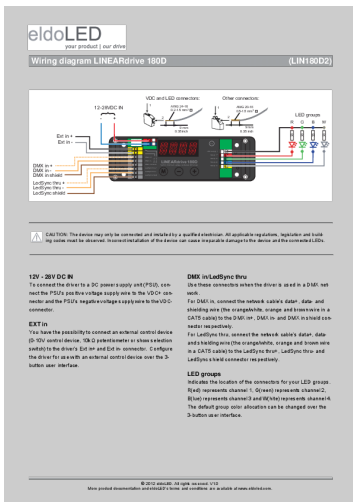 eldoLED
your product | our drive
Wiring diagram LINEARdrive 180D (LIN180D2)
VDC and LED connectors:
Other connectors:
12-28VDC IN
LED groups
R G B W
Ext in +
Ext in -
DMX in +
DMX in -
DMX in shield
LedSync thru +
LedSync thru -
LedSync shield
LINEARdrive 180D
CAUTION: The device may only be connected and installed by a qualified electrician. All applicable regulations, legislation and build-
ing codes must be observed. Incorrect installation of the device can cause irreparable damage to the device and the connected LEDs.
12V - 28V DC IN
To connect the driver to a DC power supply unit (PSU), con-
nect the PSU's positive voltage supply wire to the VDC+ con-
nector and the PSU's negative voltage supply wire to the VDC-
connector.
EXT in
You have the possibility to connect an external control device
(0-10V control device, 10kΩ potentiometer or shows selection
switch) to the driver's Ext in+ and Ext in- connector. Configure
the driver for use with an external control device over the 3-
button user interface.
DMX in/LedSync thru
Use these connectors when the driver is used in a DMX net-
work.
For DMX in, connect the network cable's data+, data- and
shielding wire (the orange/white, orange and brown wire in a
CAT5 cable) to the DMX in+, DMX in- and DMX in shield con-
nector respectively.
For LedSync thru, connect the network cable's data+, data-
and shielding wire (the orange/white, orange and brown wire
in a CAT5 cable) to the LedSync thru+, LedSync thru- and
LedSync shield connector respectively.
LED groups
Indicates the location of the connectors for your LED groups.
R(ed) represents channel 1, G(reen) represents channel 2,
B(lue) represents channel 3 and W(hite) represents channel 4.
The default group color allocation can be changed over the
3-button user interface.
© 2012 eldoLED. All rights reserved. V1.0
More product documentation and eldoLED's terms and conditions are available at www.eldoled.com.